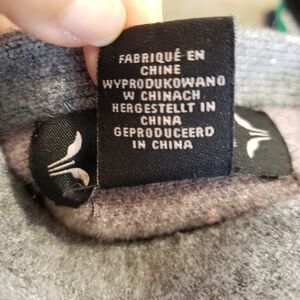 FABRIQUÉ EN
CHINE
WYPRODUKOWANO
W CHINACH
HERGESTELLT IN
CHINA
GEPRODUCEERD
IN CHINA